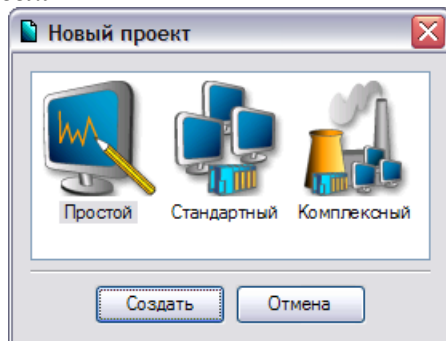 Новый проект
Простой Стандартный Комплексный
Создать Отмена